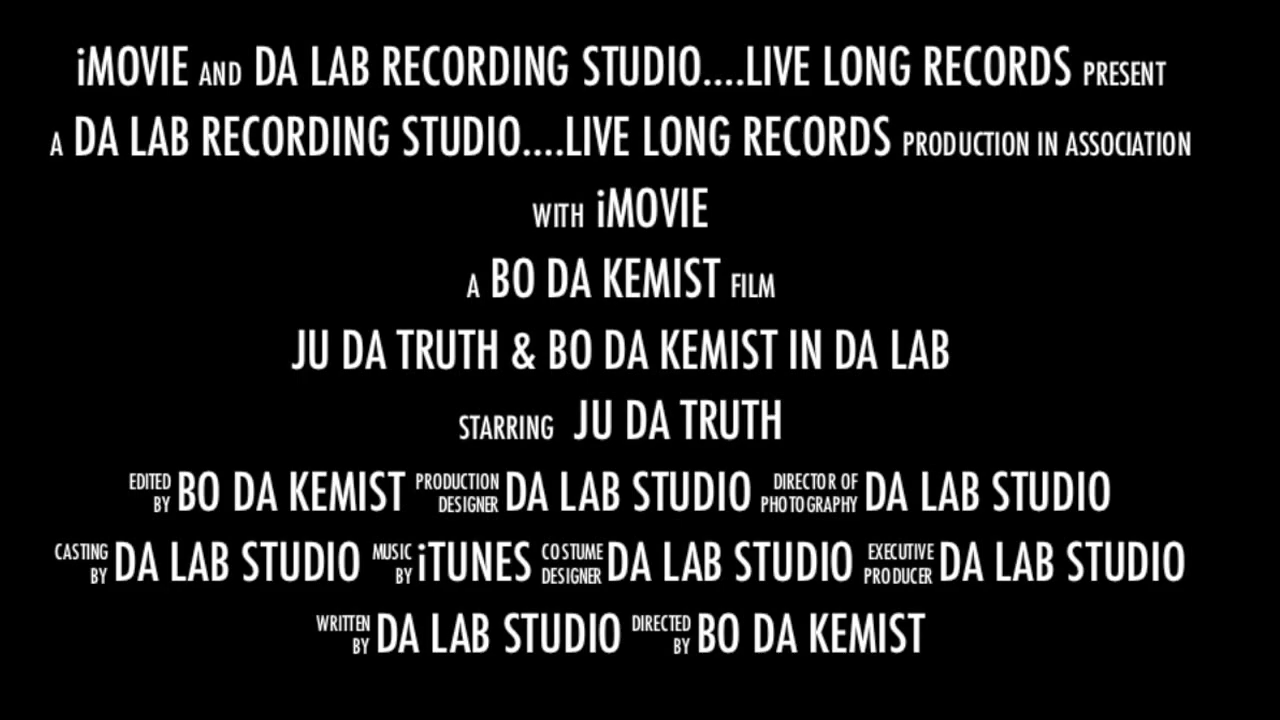 iMOVIE AND DA LAB RECORDING STUDIO....LIVE LONG RECORDS PRESENT
A DA LAB RECORDING STUDIO....LIVE LONG RECORDS PRODUCTION IN ASSOCIATION
WITH iMOVIE
A BO DA KEMIST FILM
JU DA TRUTH & BO DA KEMIST IN DA LAB
STARRING JU DA TRUTH
EDITED BY BO DA KEMIST PRODUCTION DESIGNER DA LAB STUDIO DIRECTOR OF PHOTOGRAPHY DA LAB STUDIO
CASTING BY DA LAB STUDIO MUSIC BY iTUNES COSTUME DESIGNER DA LAB STUDIO EXECUTIVE PRODUCER DA LAB STUDIO
WRITTEN BY DA LAB STUDIO DIRECTED BY BO DA KEMIST